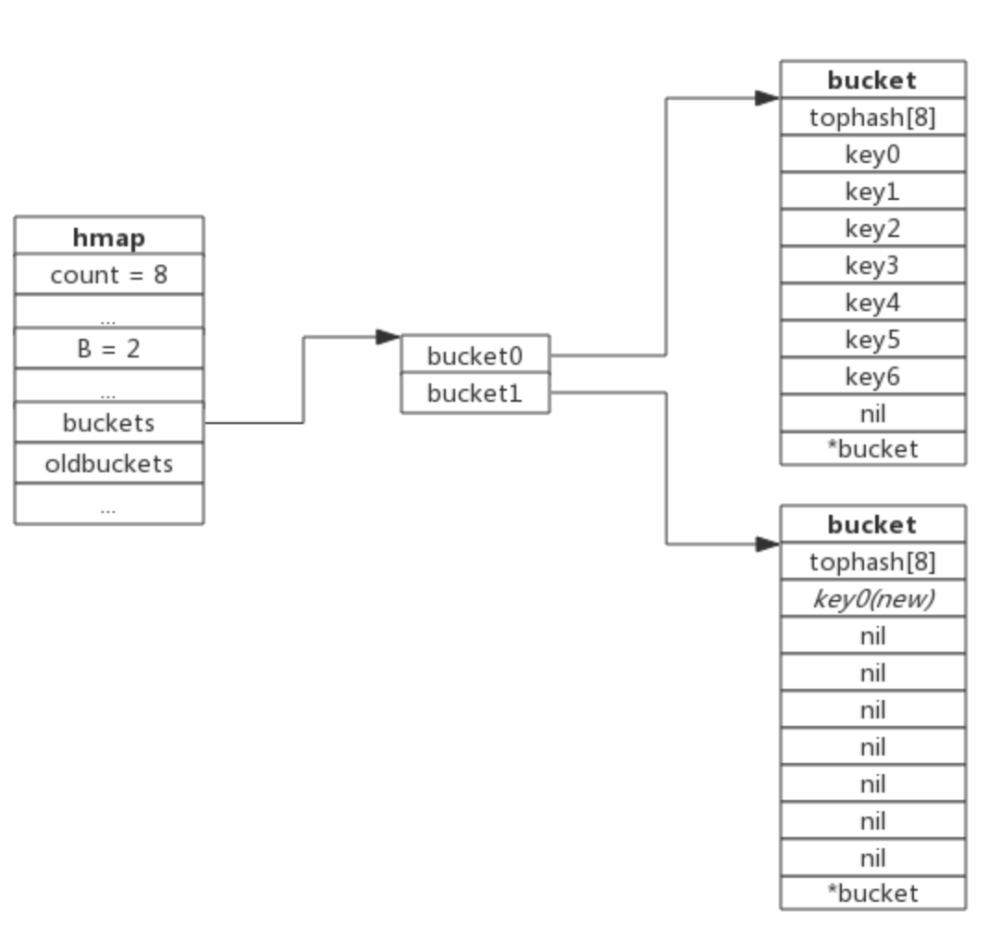 hmap
count = 8
...
B = 2
...
buckets
oldbuckets
...
bucket0
bucket1
bucket
tophash[8]
key0
key1
key2
key3
key4
key5
key6
nil
*bucket
bucket
tophash[8]
key0(new)
nil
nil
nil
nil
nil
nil
nil
*bucket